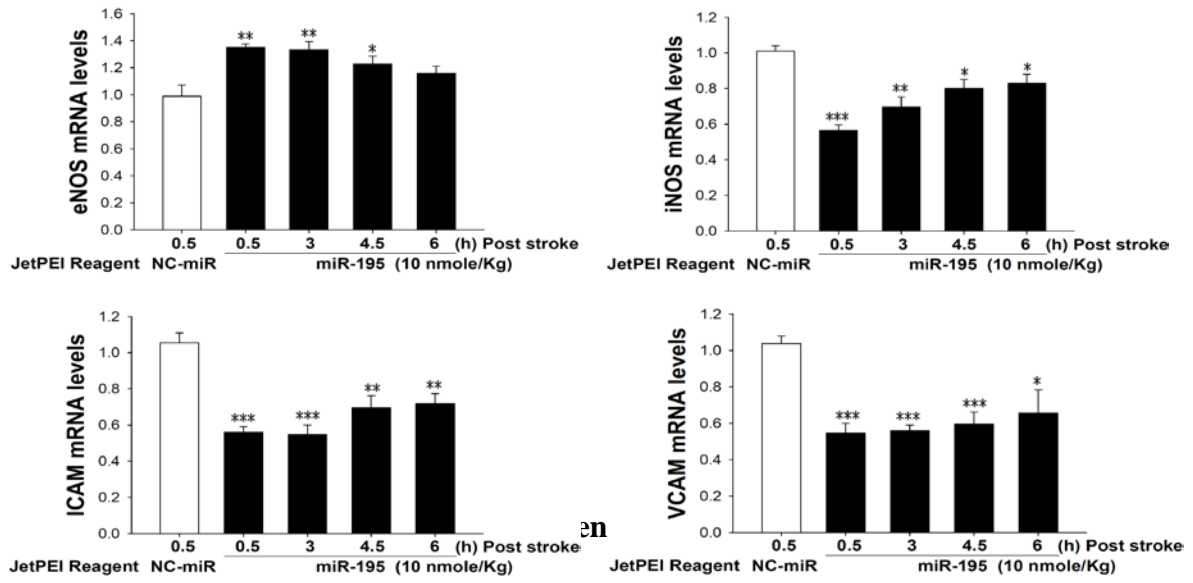 eNOS mRNA levels
1.6
1.4
1.2
1.0
0.8
0.6
0.4
0.2
0.0
** ** *
0.5 0.5 3 4.5 6 (h) Post stroke
JetPEI Reagent NC-miR miR-195 (10 nmole/Kg)
iNOS mRNA levels
1.2
1.0
0.8
0.6
0.4
0.2
0.0
*** ** * *
0.5 0.5 3 4.5 6 (h) Post stroke
JetPEI Reagent NC-miR miR-195 (10 nmole/Kg)
ICAM mRNA levels
1.2
1.0
0.8
0.6
0.4
0.2
0.0
*** *** ** **
0.5 0.5 3 4.5 6 (h) Post stroke
JetPEI Reagent NC-miR miR-195 (10 nmole/Kg)
en
VCAM mRNA levels
1.2
1.0
0.8
0.6
0.4
0.2
0.0
*** *** *** *
0.5 0.5 3 4.5 6 (h) Post stroke
JetPEI Reagent NC-miR miR-195 (10 nmole/Kg)